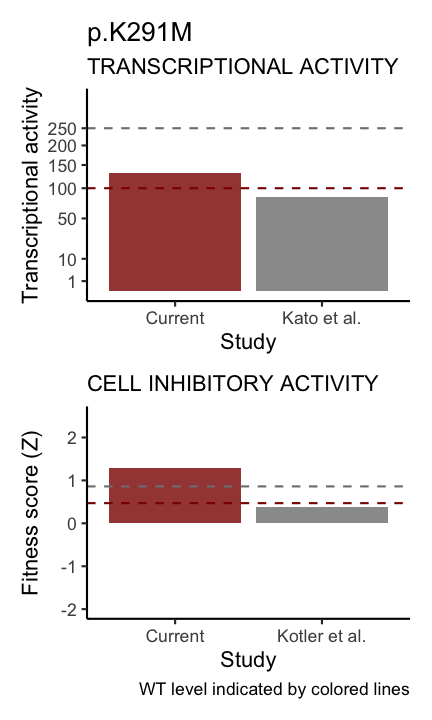 p.K291M
TRANSCRIPTIONAL ACTIVITY
Transcriptional activity
250
200
150
100
50
10
1
Current
Kato et al.
Study
CELL INHIBITORY ACTIVITY
Fitness score (Z)
2
1
0
-1
-2
Current
Kotler et al.
Study
WT level indicated by colored lines